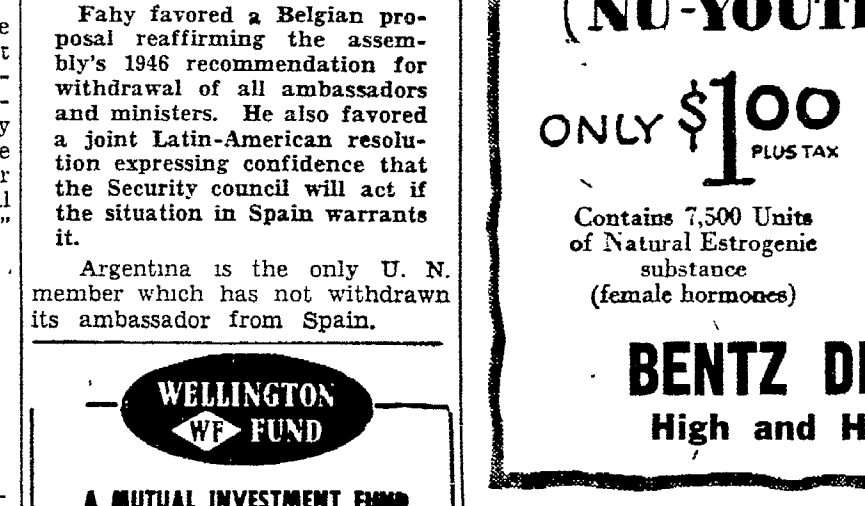 Fahy favored a Belgian pro-
posal reaffirming the assem-
bly's 1946 recommendation for
withdrawal of all ambassadors
and ministers. He also favored
a joint Latin-American resolu-
tion expressing confidence that
the Security council will act if
the situation in Spain warrants
it.
Argentina is the only U. N.
member which has not withdrawn
its ambassador from Spain.
WELLINGTON
WF FUND
A MUTUAL INVESTMENT FUND
ONLY $1.00
PLUS TAX
Contains 7,500 Units
of Natural Estrogenic
substance
(female hormones)
BENTZ
High and